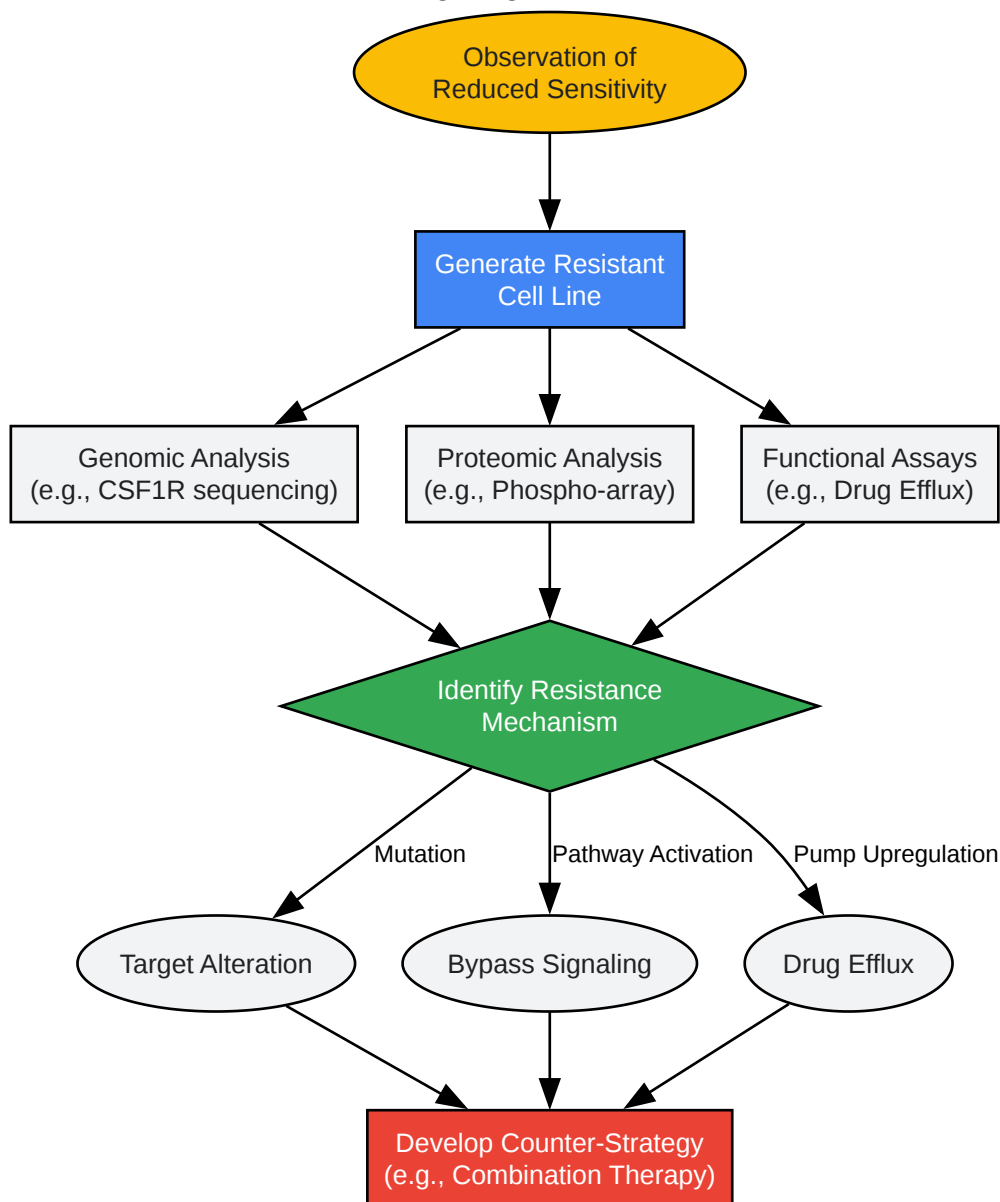 Observation of
Reduced Sensitivity
Generate Resistant
Cell Line
Genomic Analysis
(e.g., CSF1R sequencing)
Proteomic Analysis
(e.g., Phospho-array)
Functional Assays
(e.g., Drug Efflux)
Identify Resistance
Mechanism
Mutation
Pathway Activation
Pump Upregulation
Target Alteration
Bypass Signaling
Drug Efflux
Develop Counter-Strategy
(e.g., Combination Therapy)